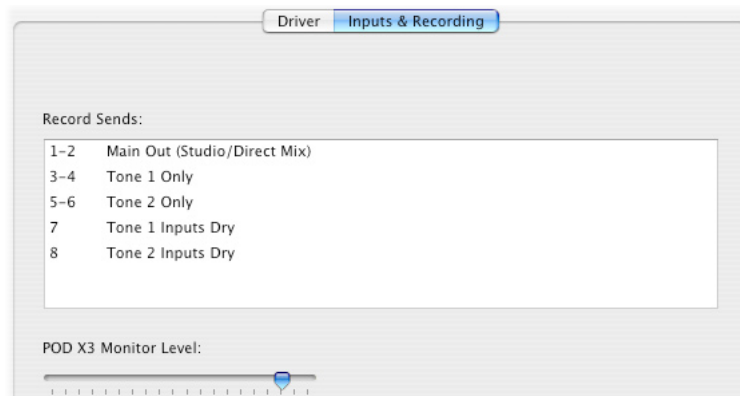 Driver Inputs & Recording
Record Sends:
1-2 Main Out (Studio/Direct Mix)
3-4 Tone 1 Only
5-6 Tone 2 Only
7 Tone 1 Inputs Dry
8 Tone 2 Inputs Dry
POD X3 Monitor Level: